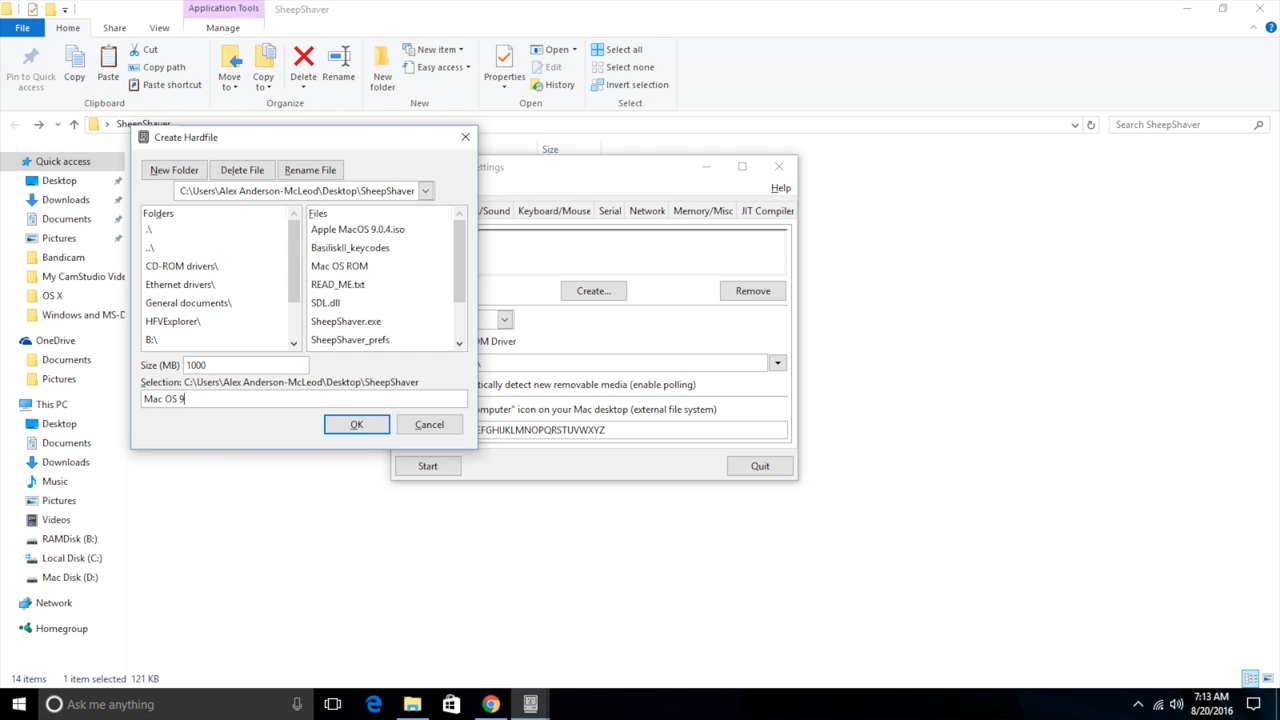 Application Tools
SheepShaver
File
Home
Share
View
Manage
Pin to Quick access
Copy
Paste
Cut
Copy path
Paste shortcut
Clipboard
Move to
Copy to
Delete
Rename
Organize
New folder
New item
Easy access
New
Properties
Open
Edit
History
Open
Select all
Select none
Invert selection
Select
SheepShaver
Search SheepShaver
Size
Quick access
Desktop
Downloads
Documents
Pictures
Bandicam
My CamStudio Vide
OS X
Windows and MS-D
OneDrive
Documents
Pictures
This PC
Desktop
Documents
Downloads
Music
Pictures
Videos
RAMDisk (B:)
Local Disk (C:)
Mac Disk (D:)
Network
Homegroup
Create Hardfile
New Folder
Delete File
Rename File
C:\Users\Alex Anderson-McLeod\Desktop\SheepShaver
Folders
.\
..\
CD-ROM drivers\
Ethernet drivers\
General documents\
HFVExplorer\
B:\
Files
Apple MacOS 9.0.4.iso
BasiliskII_keycodes
Mac OS ROM
READ_ME.txt
SDL.dll
SheepShaver.exe
SheepShaver_prefs
Size (MB) 1000
Selection: C:\Users\Alex Anderson-McLeod\Desktop\SheepShaver
Mac OS 9
OK
Cancel
ettings
Help
/Sound
Keyboard/Mouse
Serial
Network
Memory/Misc
JIT Compiler
Create...
Remove
OM Driver
\
tically detect new removable media (enable polling)
omputer" icon on your Mac desktop (external file system)
EFGHIJKLMNOPQRSTUVWXYZ
Start
Quit
14 items
1 item selected 121 KB
Ask me anything
7:13 AM
8/20/2016